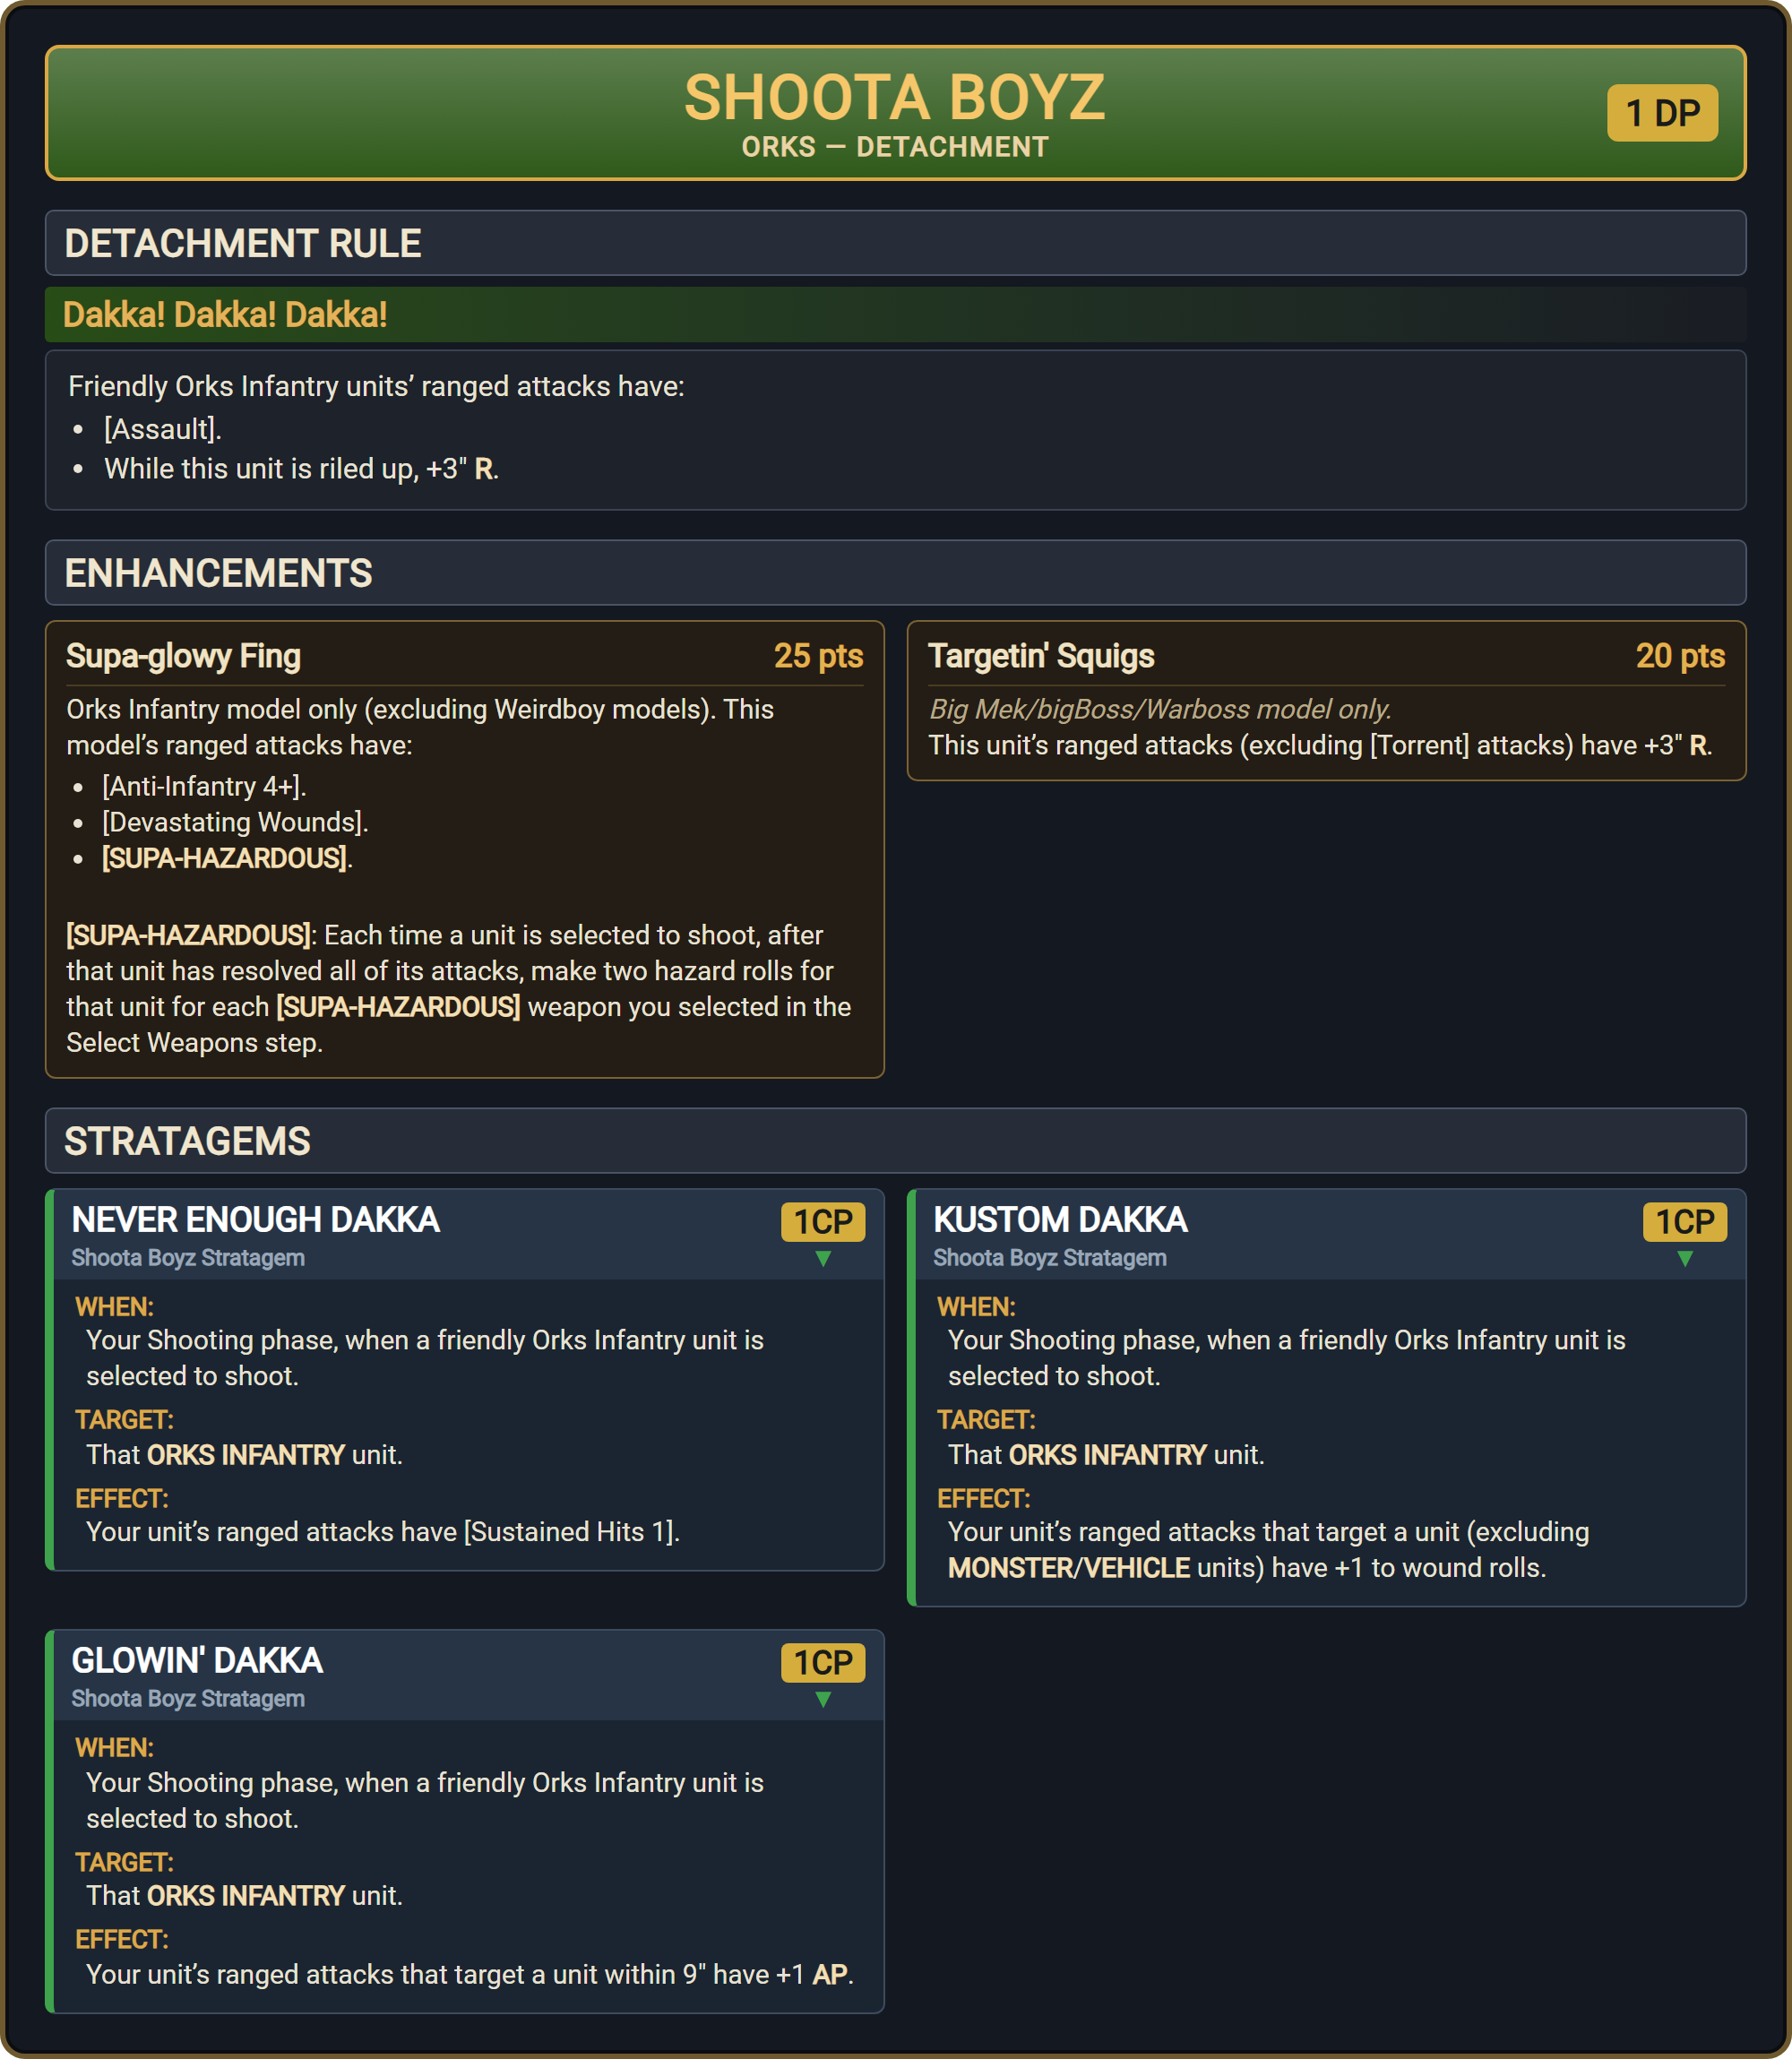 SHOOTA BOYZ
ORKS — DETACHMENT
1 DP
DETACHMENT RULE
Dakka! Dakka! Dakka!
Friendly Orks Infantry units’ ranged attacks have:
• [Assault].
• While this unit is riled up, +3" R.
ENHANCEMENTS
Supa-glowy Fing
25 pts
Orks Infantry model only (excluding Weirdboy models). This
model’s ranged attacks have:
• [Anti-Infantry 4+].
• [Devastating Wounds].
• [SUPA-HAZARDOUS].
[SUPA-HAZARDOUS]: Each time a unit is selected to shoot, after
that unit has resolved all of its attacks, make two hazard rolls for
that unit for each [SUPA-HAZARDOUS] weapon you selected in the
Select Weapons step.
Targetin' Squigs
20 pts
Big Mek/bigBoss/Warboss model only.
This unit’s ranged attacks (excluding [Torrent] attacks) have +3" R.
STRATAGEMS
NEVER ENOUGH DAKKA
1CP
Shoota Boyz Stratagem
▼
WHEN:
Your Shooting phase, when a friendly Orks Infantry unit is
selected to shoot.
TARGET:
That ORKS INFANTRY unit.
EFFECT:
Your unit’s ranged attacks have [Sustained Hits 1].
KUSTOM DAKKA
1CP
Shoota Boyz Stratagem
▼
WHEN:
Your Shooting phase, when a friendly Orks Infantry unit is
selected to shoot.
TARGET:
That ORKS INFANTRY unit.
EFFECT:
Your unit’s ranged attacks that target a unit (excluding
MONSTER/VEHICLE units) have +1 to wound rolls.
GLOWIN' DAKKA
1CP
Shoota Boyz Stratagem
▼
WHEN:
Your Shooting phase, when a friendly Orks Infantry unit is
selected to shoot.
TARGET:
That ORKS INFANTRY unit.
EFFECT:
Your unit’s ranged attacks that target a unit within 9" have +1 AP.